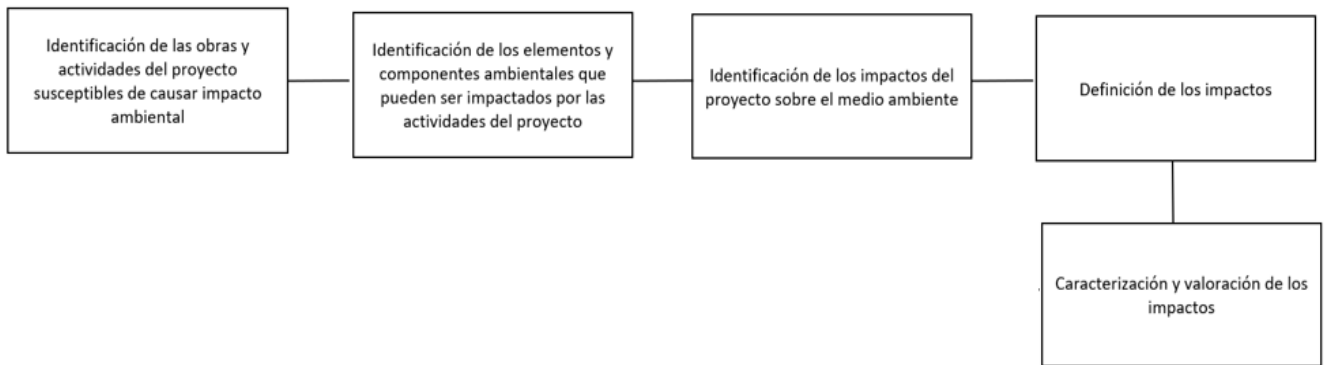 Identificación de las obras y
actividades del proyecto
susceptibles de causar impacto
ambiental
Identificación de los elementos y
componentes ambientales que
pueden ser impactados por las
actividades del proyecto
Identificación de los impactos del
proyecto sobre el medio ambiente
Definición de los impactos
Caracterización y valoración de los
impactos